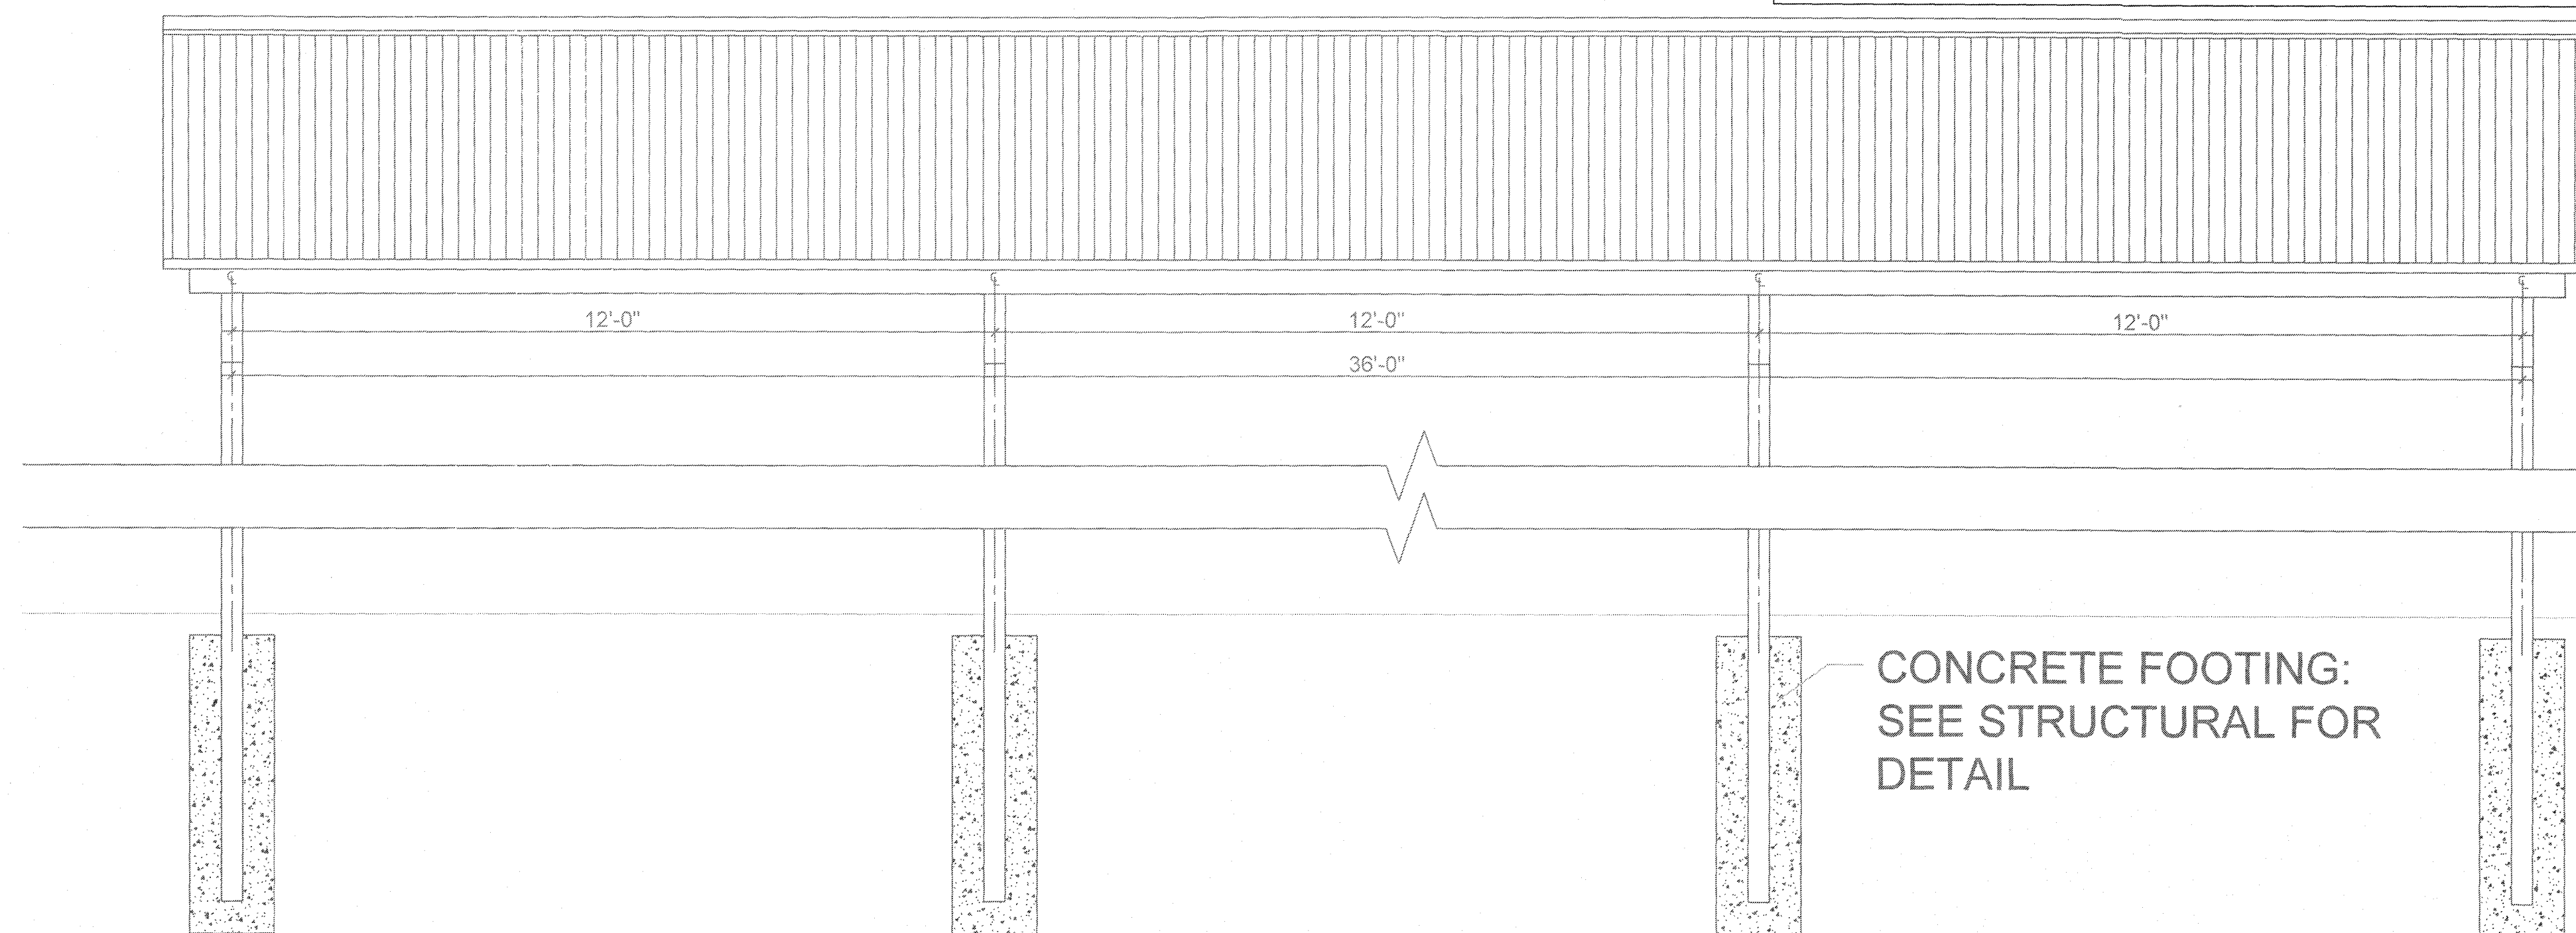 ℄ ℄ ℄ ℄
12'-0" 12'-0" 12'-0"
36'-0"
CONCRETE FOOTING:
SEE STRUCTURAL FOR
DETAIL